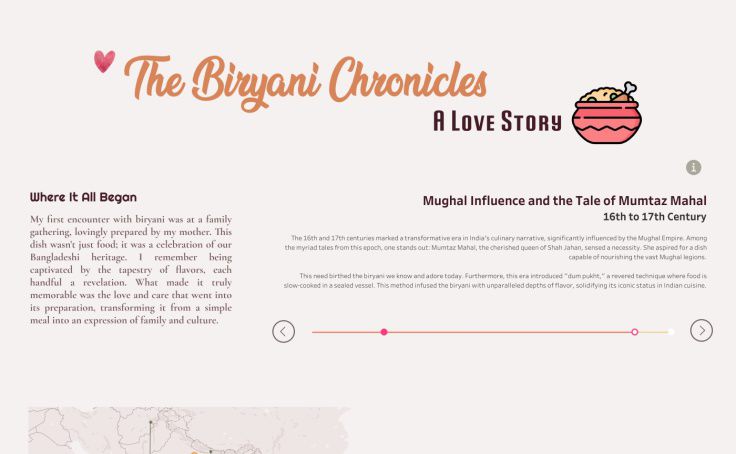 The Biryani Chronicles
A Love Story
Where It All Began
My first encounter with biryani was at a family
gathering, lovingly prepared by my mother. This
dish wasn't just food; it was a celebration of our
Bangladeshi heritage. I remember being
captivated by the tapestry of flavors, each
handful a revelation. What made it truly
memorable was the love and care that went into
its preparation, transforming it from a simple
meal into an expression of family and culture.
i
Mughal Influence and the Tale of Mumtaz Mahal
16th to 17th Century
The 16th and 17th centuries marked a transformative era in India's culinary narrative, significantly influenced by the Mughal Empire. Among
the myriad tales from this epoch, one stands out: Mumtaz Mahal, the cherished queen of Shah Jahan, sensed a necessity. She aspired for a dish
capable of nourishing the vast Mughal legions.
This need birthed the biryani we know and adore today. Furthermore, this era introduced "dum pukht," a revered technique where food is
slow-cooked in a sealed vessel. This method infused the biryani with unparalleled depths of flavor, solidifying its iconic status in Indian cuisine.